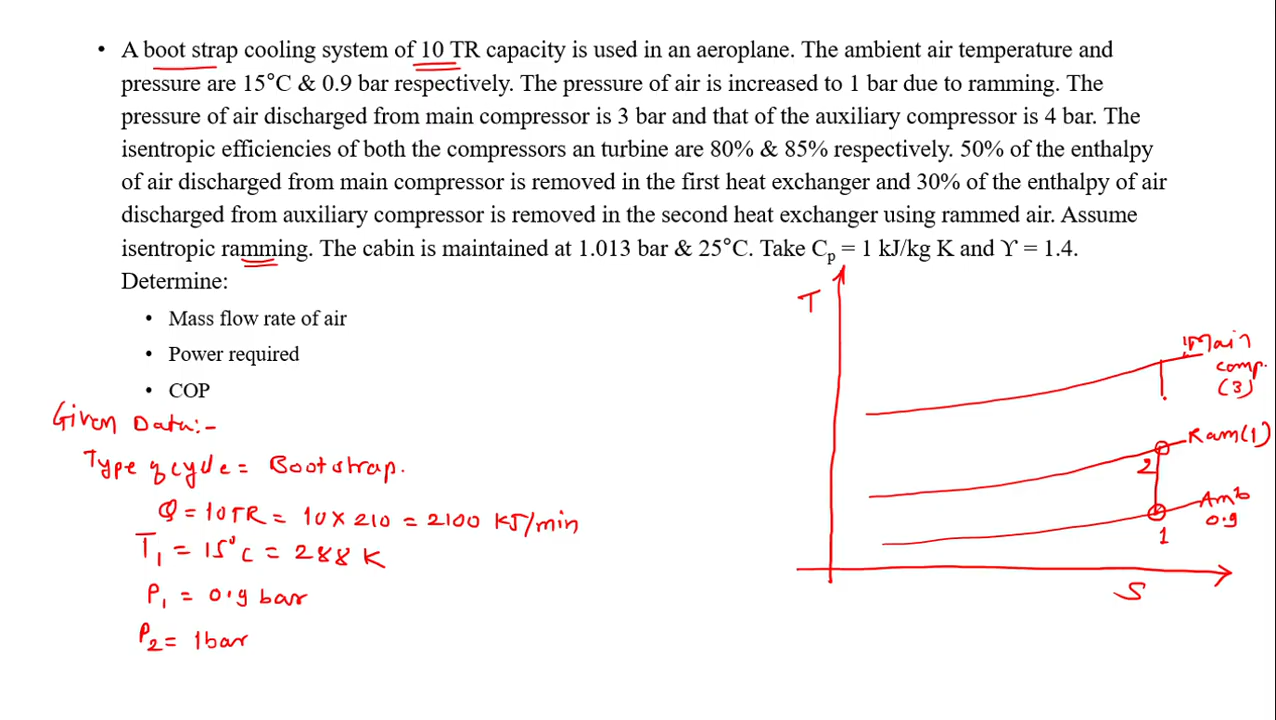 • A boot strap cooling system of 10 TR capacity is used in an aeroplane. The ambient air temperature and
pressure are 15°C & 0.9 bar respectively. The pressure of air is increased to 1 bar due to ramming. The
pressure of air discharged from main compressor is 3 bar and that of the auxiliary compressor is 4 bar. The
isentropic efficiencies of both the compressors an turbine are 80% & 85% respectively. 50% of the enthalpy
of air discharged from main compressor is removed in the first heat exchanger and 30% of the enthalpy of air
discharged from auxiliary compressor is removed in the second heat exchanger using rammed air. Assume
isentropic ramming. The cabin is maintained at 1.013 bar & 25°C. Take Cp = 1 kJ/kg K and ϒ = 1.4.
Determine:
• Mass flow rate of air
• Power required
• COP
Given Data:-
Type of cycle = Bootstrap.
Q = 10TR = 10 x 210 = 2100 KJ/min
T1 = 15°C = 288 K
P1 = 0.9 bar
P2 = 1bar
T
Main
comp.
(3)
Ram(1)
2
Amb
0.9
1
S